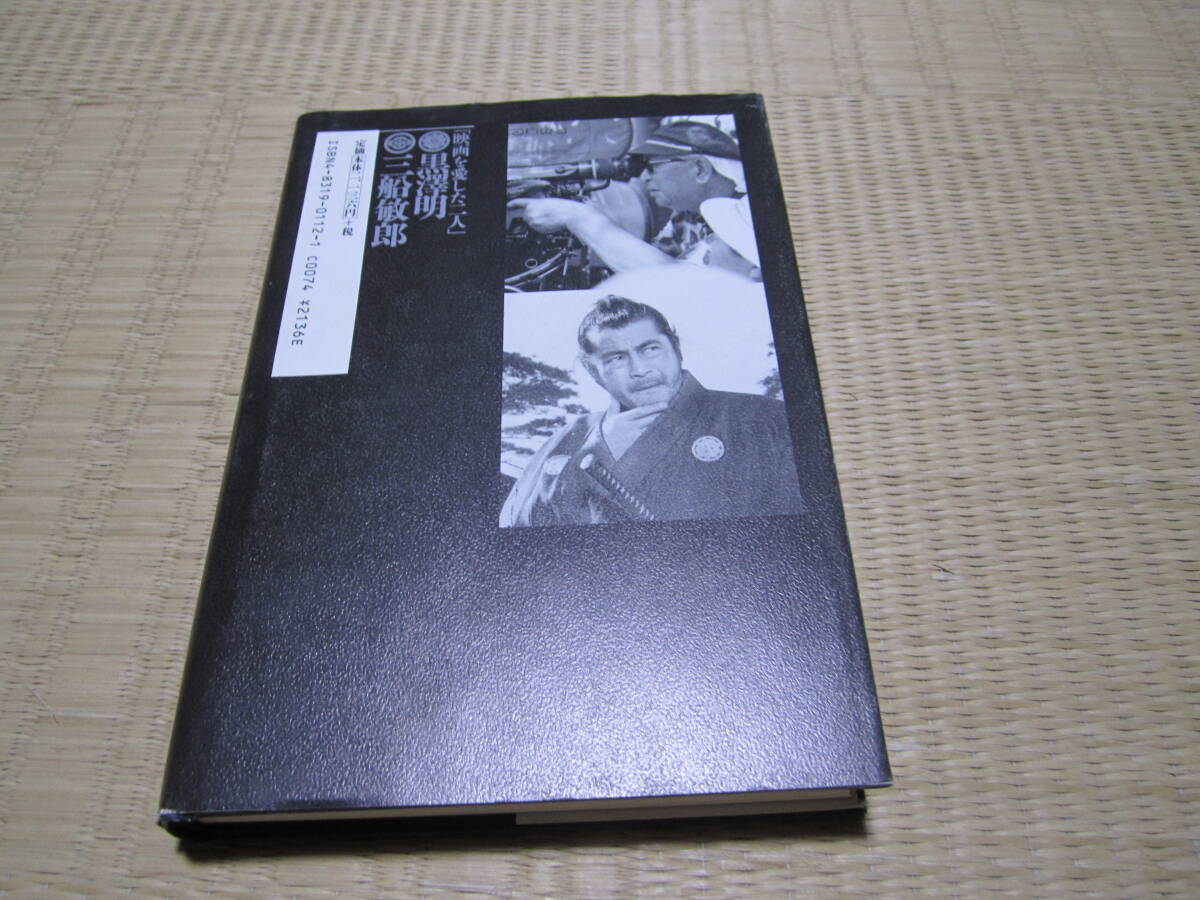 「映画を愛した二人」
黒澤明
三船敏郎
定価本体二一三六円+税
ISBN4-8319-0112-1 C0074 ¥2136E